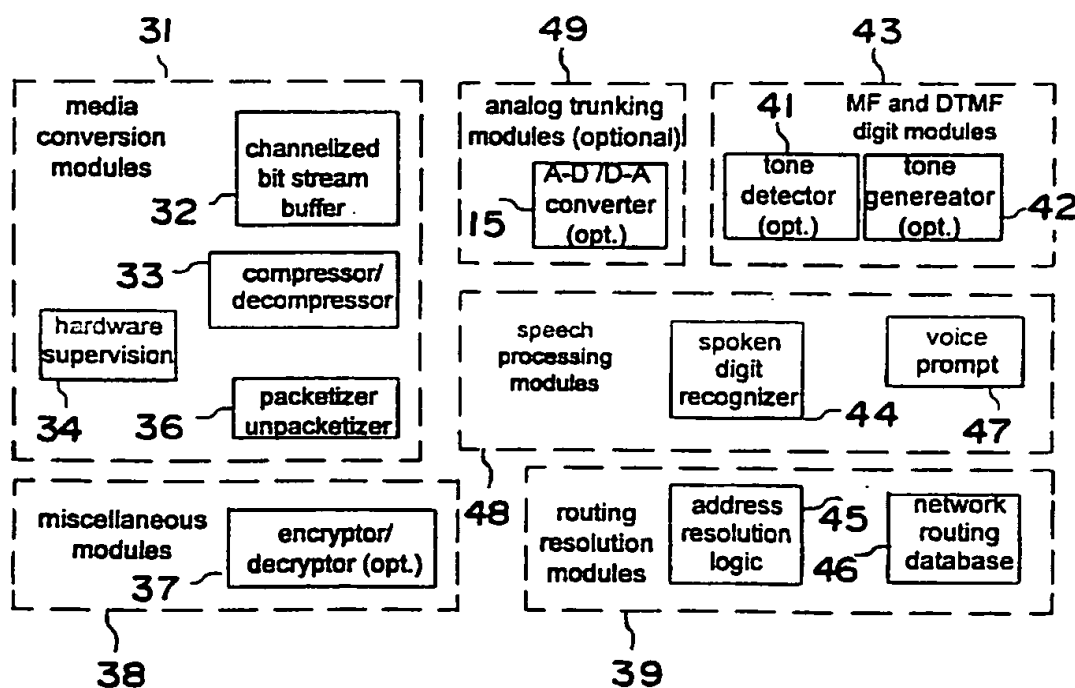 31
media
conversion
modules
channelized
bit stream
buffer
32
33
compressor/
decompressor
hardware
supervision
34
36
packetizer
unpacketizer
49
analog trunking
modules (optional)
A-D /D-A
converter
(opt.)
15
43
MF and DTMF
digit modules
41
tone
detector
(opt.)
tone
genereator
(opt.)
42
speech
processing
modules
spoken
digit
recognizer
44
voice
prompt
47
48
miscellaneous
modules
37
encryptor/
decryptor (opt.)
38
routing
resolution
modules
address
resolution
logic
45
46
network
routing
database
39